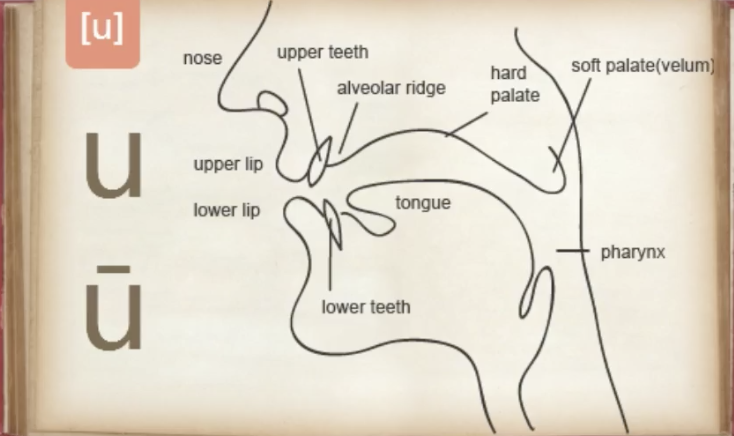 [u]
u
ū
nose
upper teeth
alveolar ridge
hard
palate
soft palate(velum)
upper lip
lower lip
tongue
pharynx
lower teeth